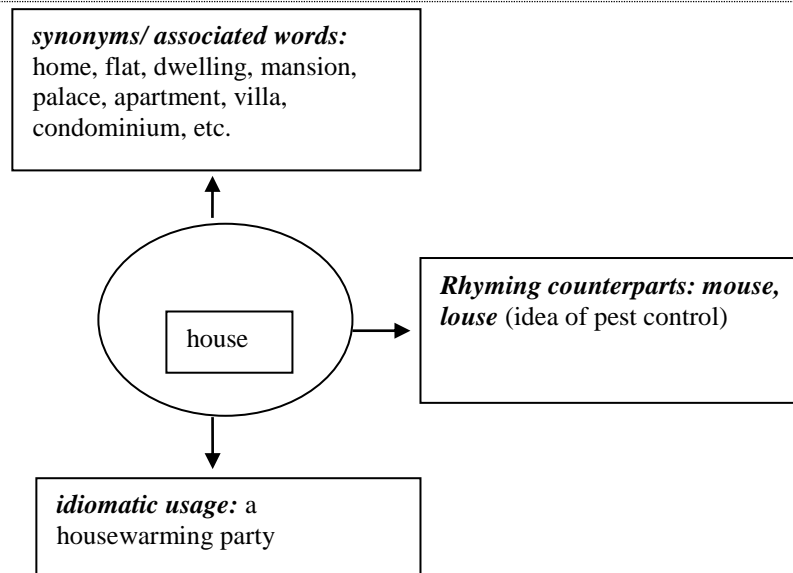 synonyms/ associated words:
home, flat, dwelling, mansion,
palace, apartment, villa,
condominium, etc.
house
Rhyming counterparts: mouse,
louse (idea of pest control)
idiomatic usage: a
housewarming party